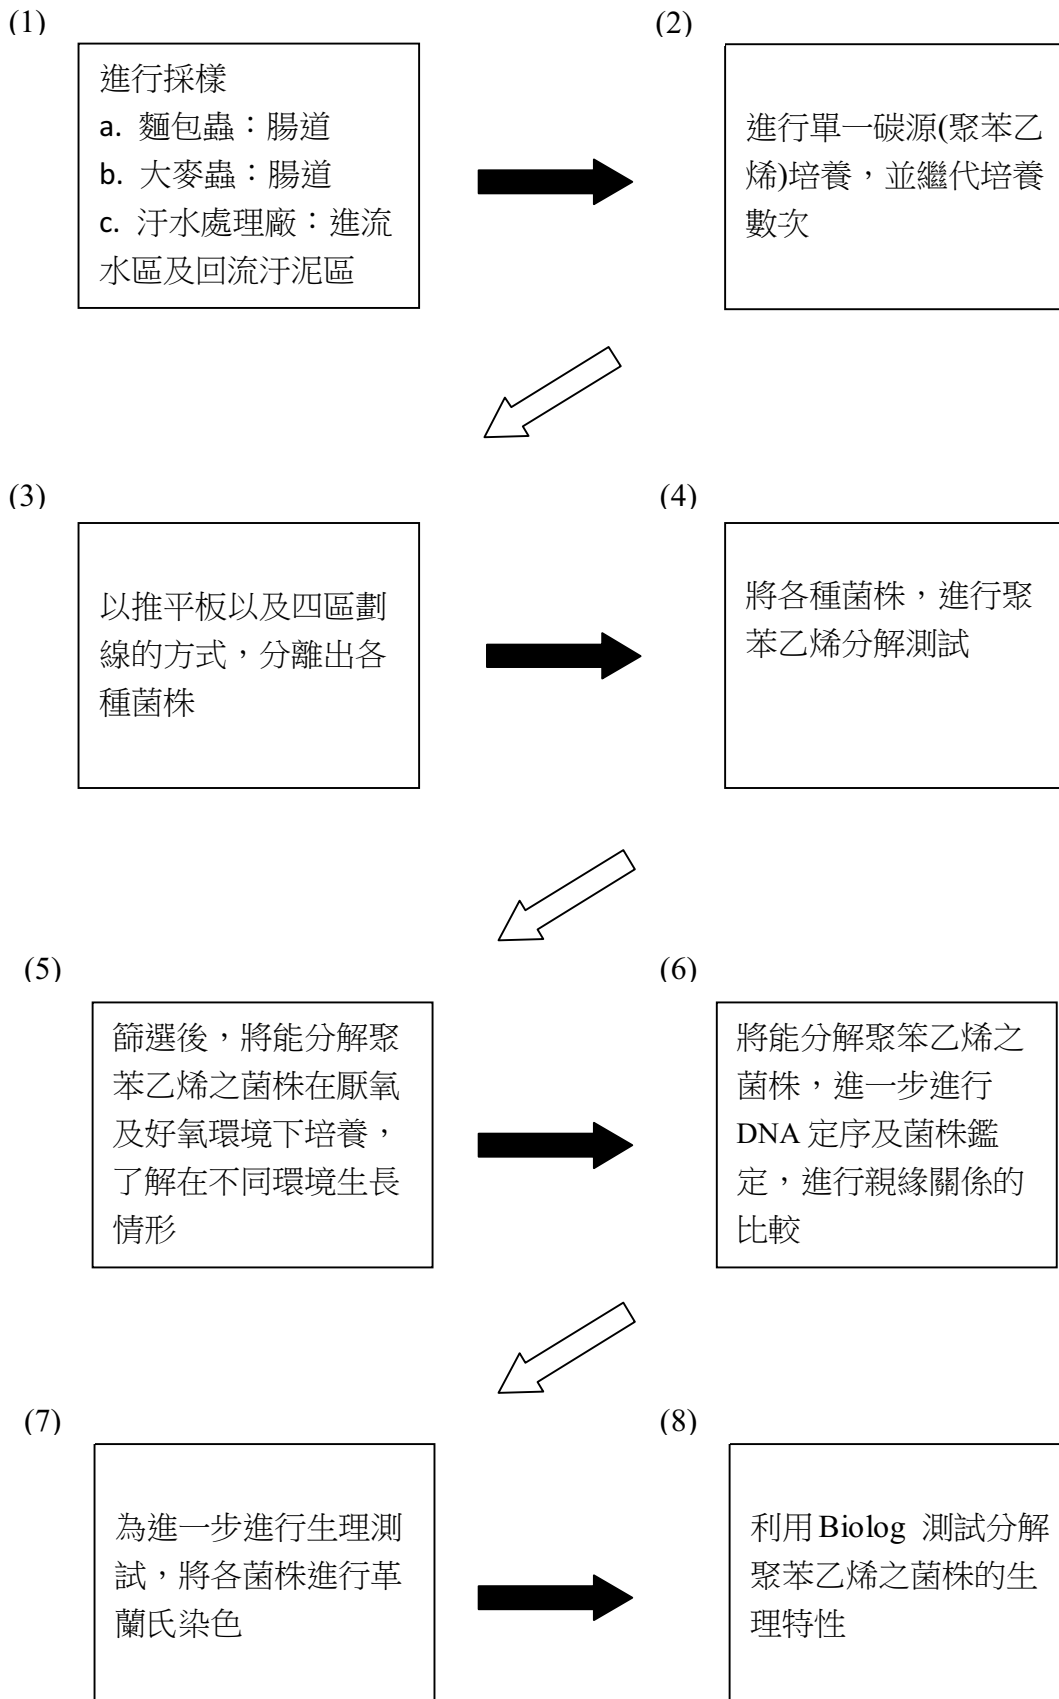 (1)
進行採樣
a. 麵包蟲：腸道
b. 大麥蟲：腸道
c. 汙水處理廠：進流
水區及回流汙泥區
(2)
進行單一碳源(聚苯乙
烯)培養，並繼代培養
數次
(3)
以推平板以及四區劃
線的方式，分離出各
種菌株
(4)
將各種菌株，進行聚
苯乙烯分解測試
(5)
篩選後，將能分解聚
苯乙烯之菌株在厭氧
及好氧環境下培養，
了解在不同環境生長
情形
(6)
將能分解聚笨乙烯之
菌株，進一步進行
DNA 定序及菌株鑑
定，進行親緣關係的
比較
(7)
為進一步進行生理測
試，將各菌株進行革
蘭氏染色
(8)
利用 Biolog 測試分解
聚苯乙烯之菌株的生
理特性